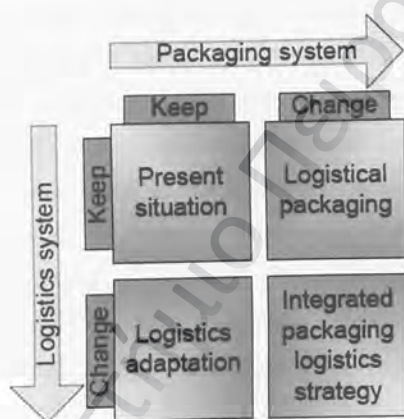 Packaging system
Keep
Change
Logistics system
Keep
Present
situation
Logistical
packaging
Change
Logistics
adaptation
Integrated
packaging
logistics
strategy